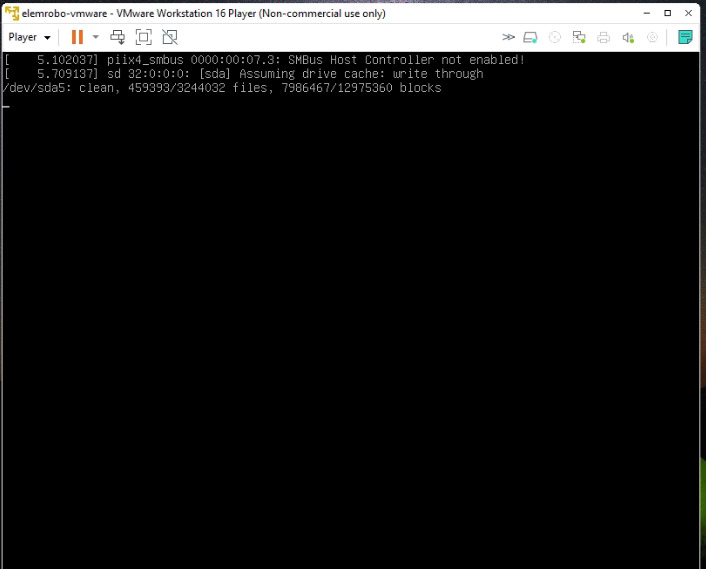 elemrobo-vmware - VMware Workstation 16 Player (Non-commercial use only)
Player
[    5.102037] piix4_smbus 0000:00:07.3: SMBus Host Controller not enabled!
[    5.709137] sd 32:0:0:0: [sda] Assuming drive cache: write through
/dev/sda5: clean, 459393/3244032 files, 7986467/12975360 blocks